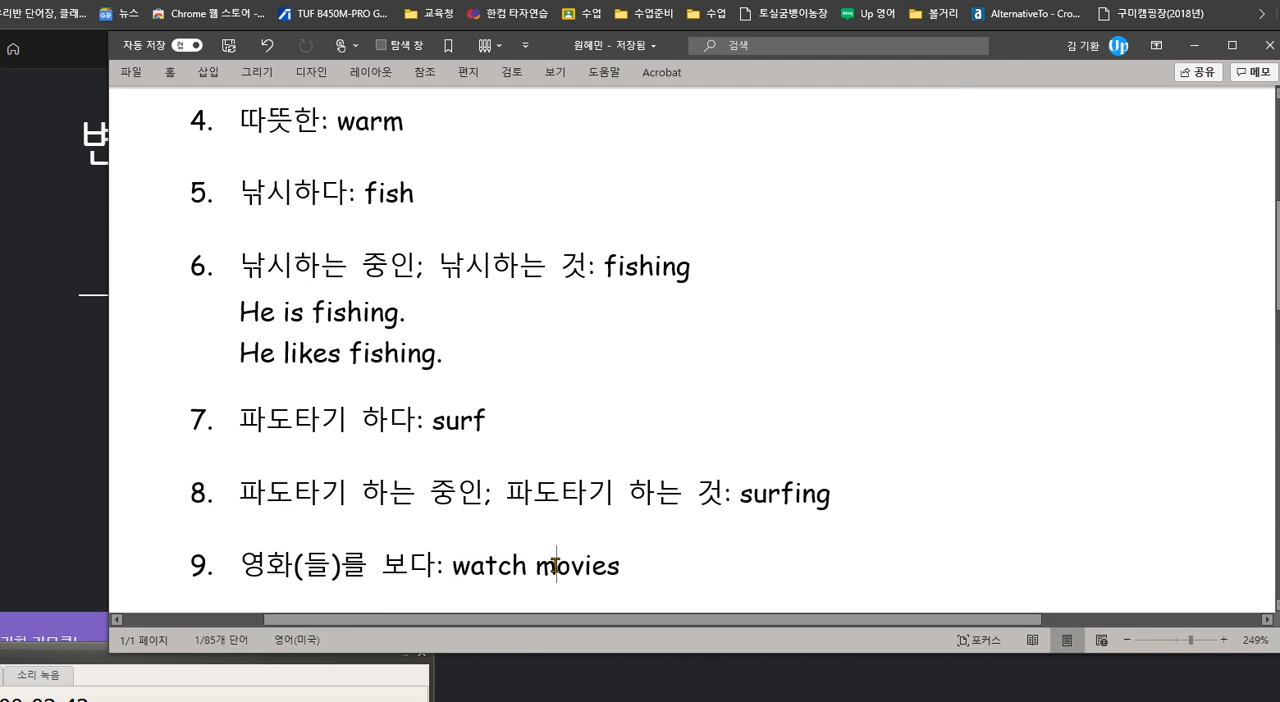 우리반 단어장, 클래... 뉴스 Chrome 웹 스토어 -... TUF B450M-PRO G... 교육청 한컴 타자연습 수업 수업준비 수업 토실굼벵이농장 Up 영어 볼거리 AlternativeTo - Cro... 구미캠핑장(2018년)
자동 저장 탐색 창 원혜민 - 저장됨 검색 김 기환 Up
파일 홈 삽입 그리기 디자인 레이아웃 참조 편지 검토 보기 도움말 Acrobat 공유 메모
4. 따뜻한: warm
5. 낚시하다: fish
6. 낚시하는 중인; 낚시하는 것: fishing
He is fishing.
He likes fishing.
7. 파도타기 하다: surf
8. 파도타기 하는 중인; 파도타기 하는 것: surfing
9. 영화(들)를 보다: watch movies
1/1 페이지 1/85개 단어 영어(미국) 포커스 249%
소리 녹음